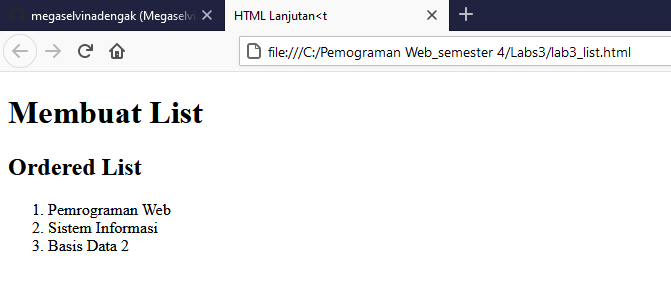 megaselvinadengak (Megaselvi
HTML Lanjutan<t
file:///C:/Pemograman Web_semester 4/Labs3/lab3_list.html
Membuat List
Ordered List
1. Pemrograman Web
2. Sistem Informasi
3. Basis Data 2